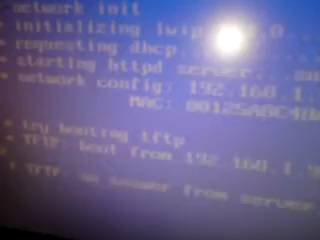 network init
* initializing lwip
* requesting dhcp...
* starting httpd server...
* network config: 192.168.1.
MAC:
* try booting tftp
* TFTP: boot from 192.168.1.
! TFTP: no answer from server